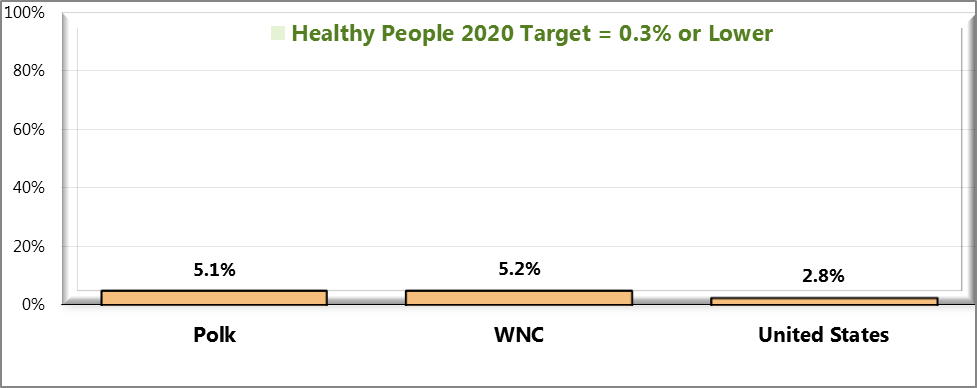 100%
Healthy People 2020 Target = 0.3% or Lower
80%
60%
40%
20%
5.1%
5.2%
2.8%
0%
Polk
WNC
United States